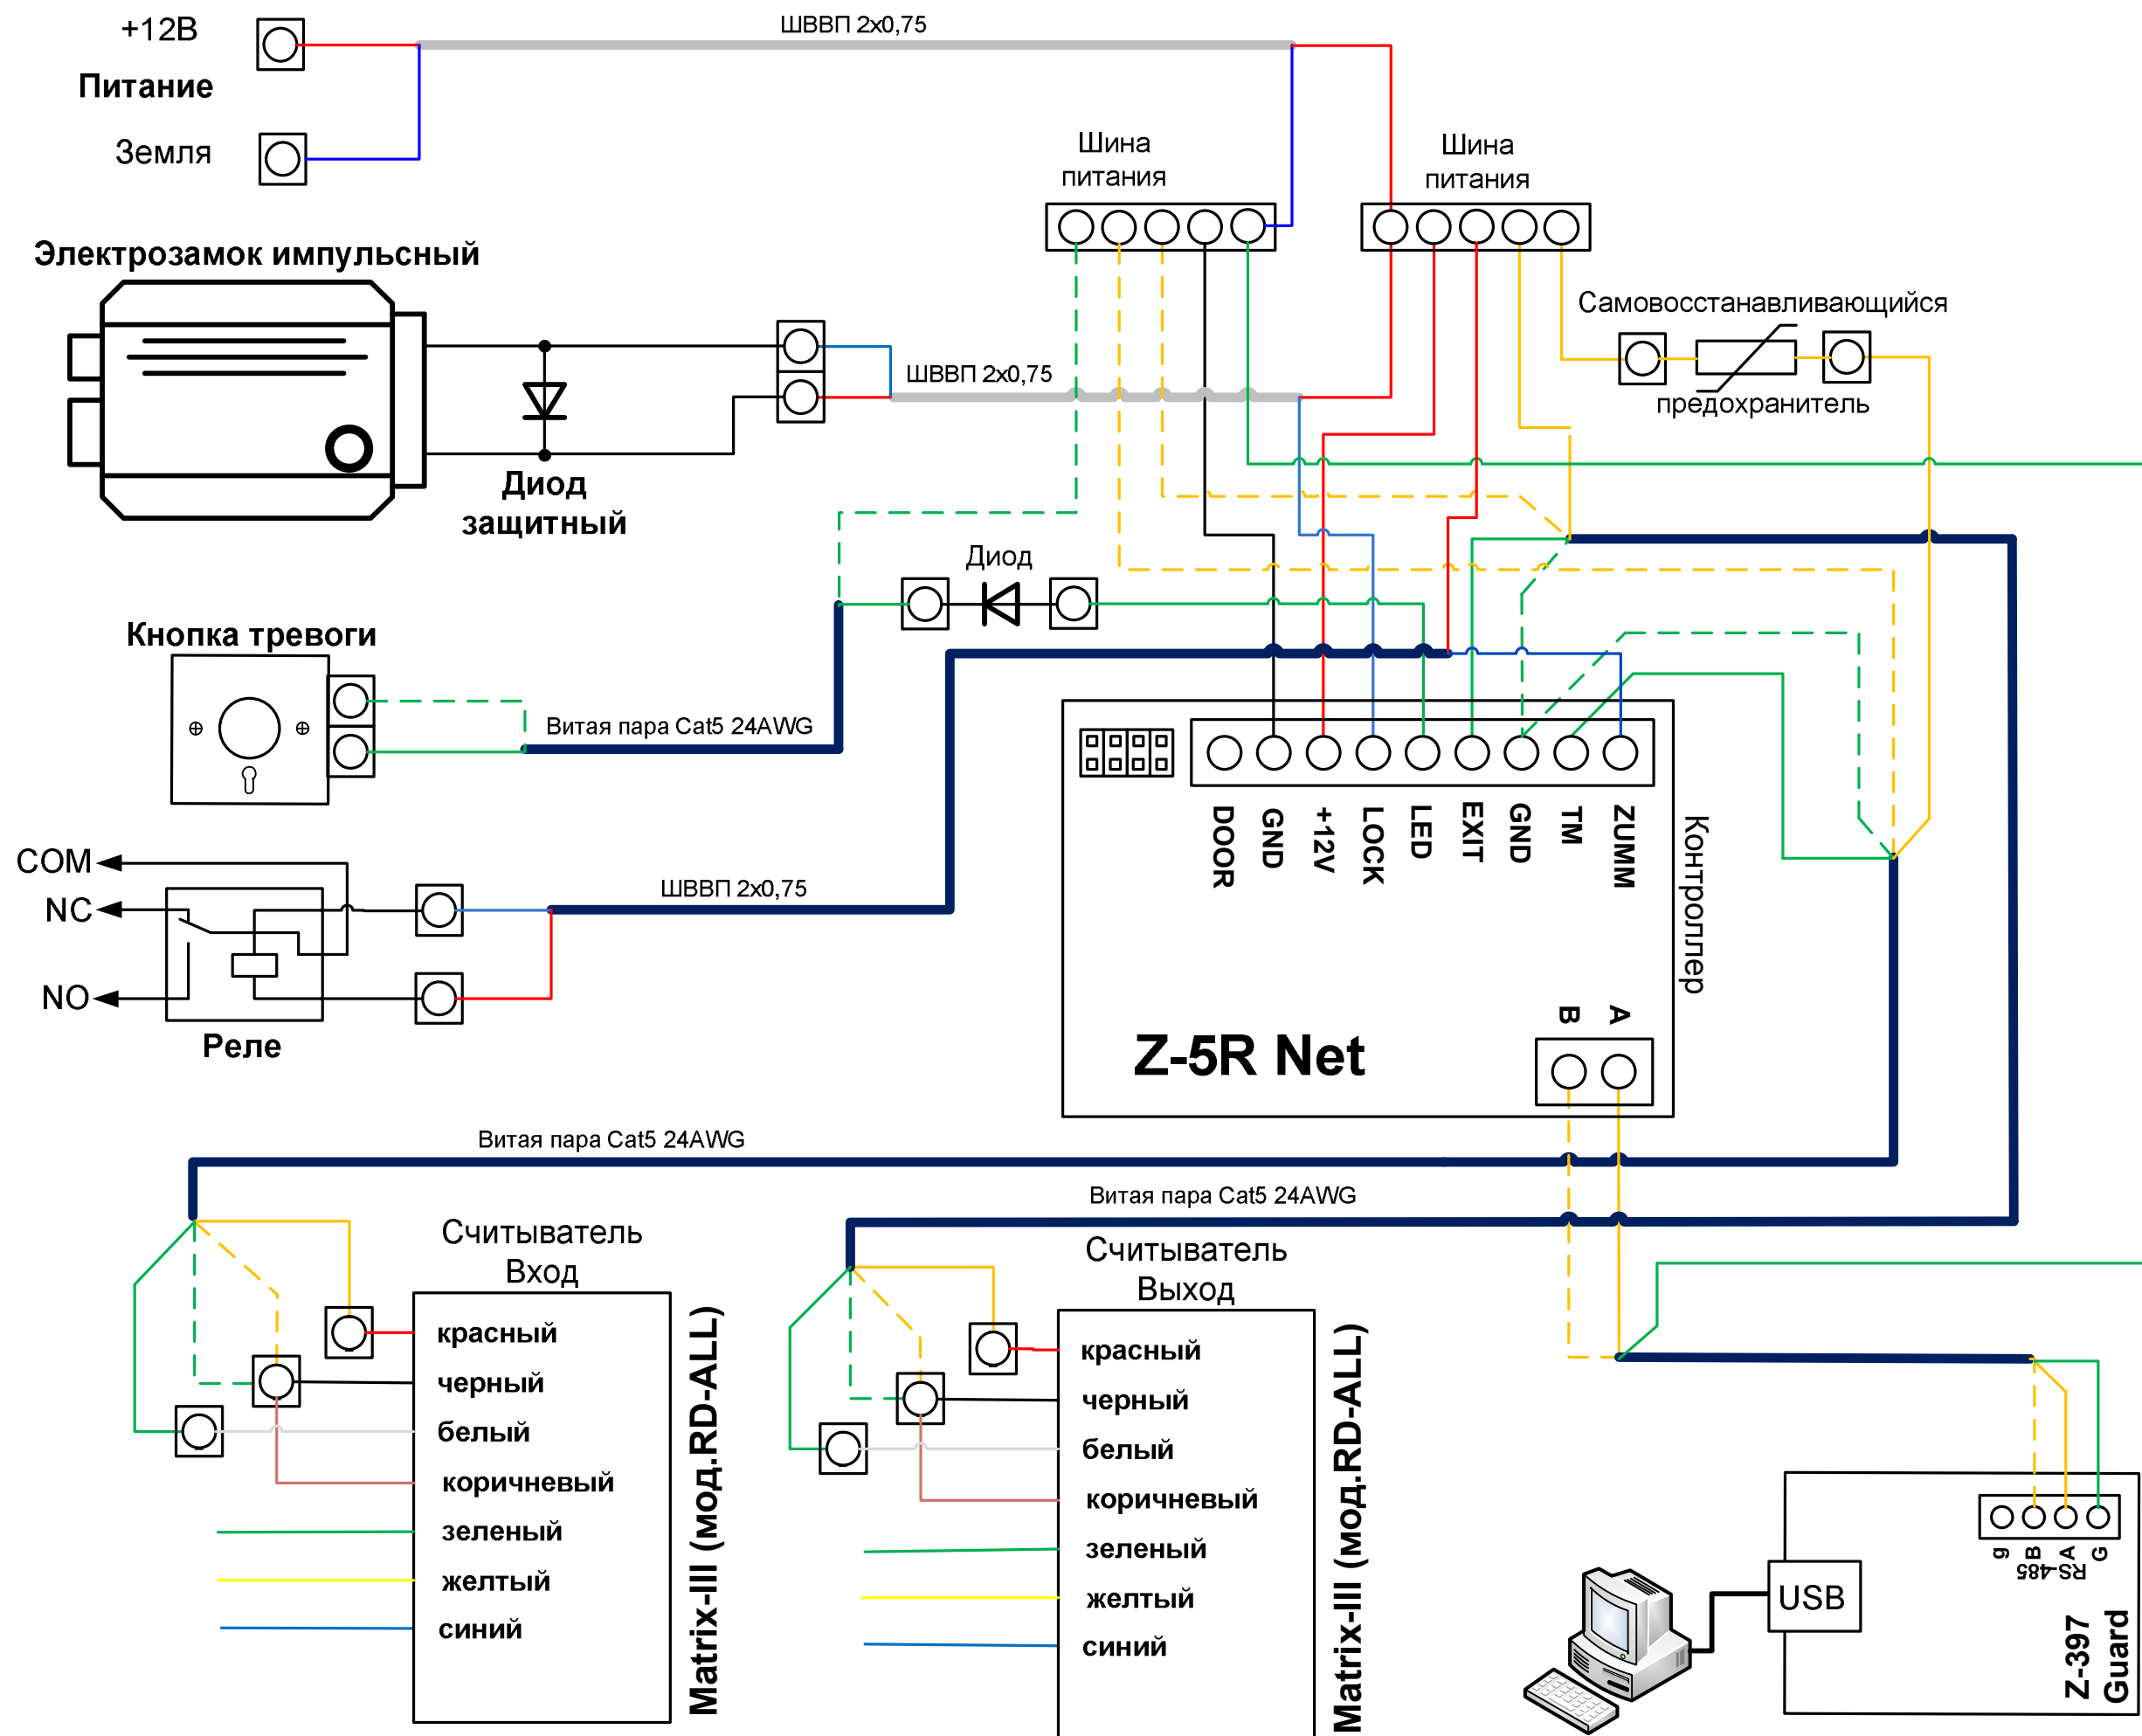 +12В
Питание
Земля
ШВВП 2х0,75
Шина
питания
Шина
питания
Электрозамок импульсный
Диод
защитный
ШВВП 2х0,75
Самовосстанавливающийся
предохранитель
Диод
Кнопка тревоги
Витая пара Cat5 24AWG
COM
NC
NO
Реле
ШВВП 2х0,75
DOOR
GND
+12V
LOCK
LED
EXIT
GND
TM
ZUMM
Контроллер
B
A
Z-5R Net
Витая пара Cat5 24AWG
Витая пара Cat5 24AWG
Считыватель
Вход
красный
черный
белый
коричневый
зеленый
желтый
синий
Matrix-III (мод.RD-ALL)
Считыватель
Выход
красный
черный
белый
коричневый
зеленый
желтый
синий
Matrix-III (мод.RD-ALL)
g
B
A
G
RS-485
USB
Z-397
Guard